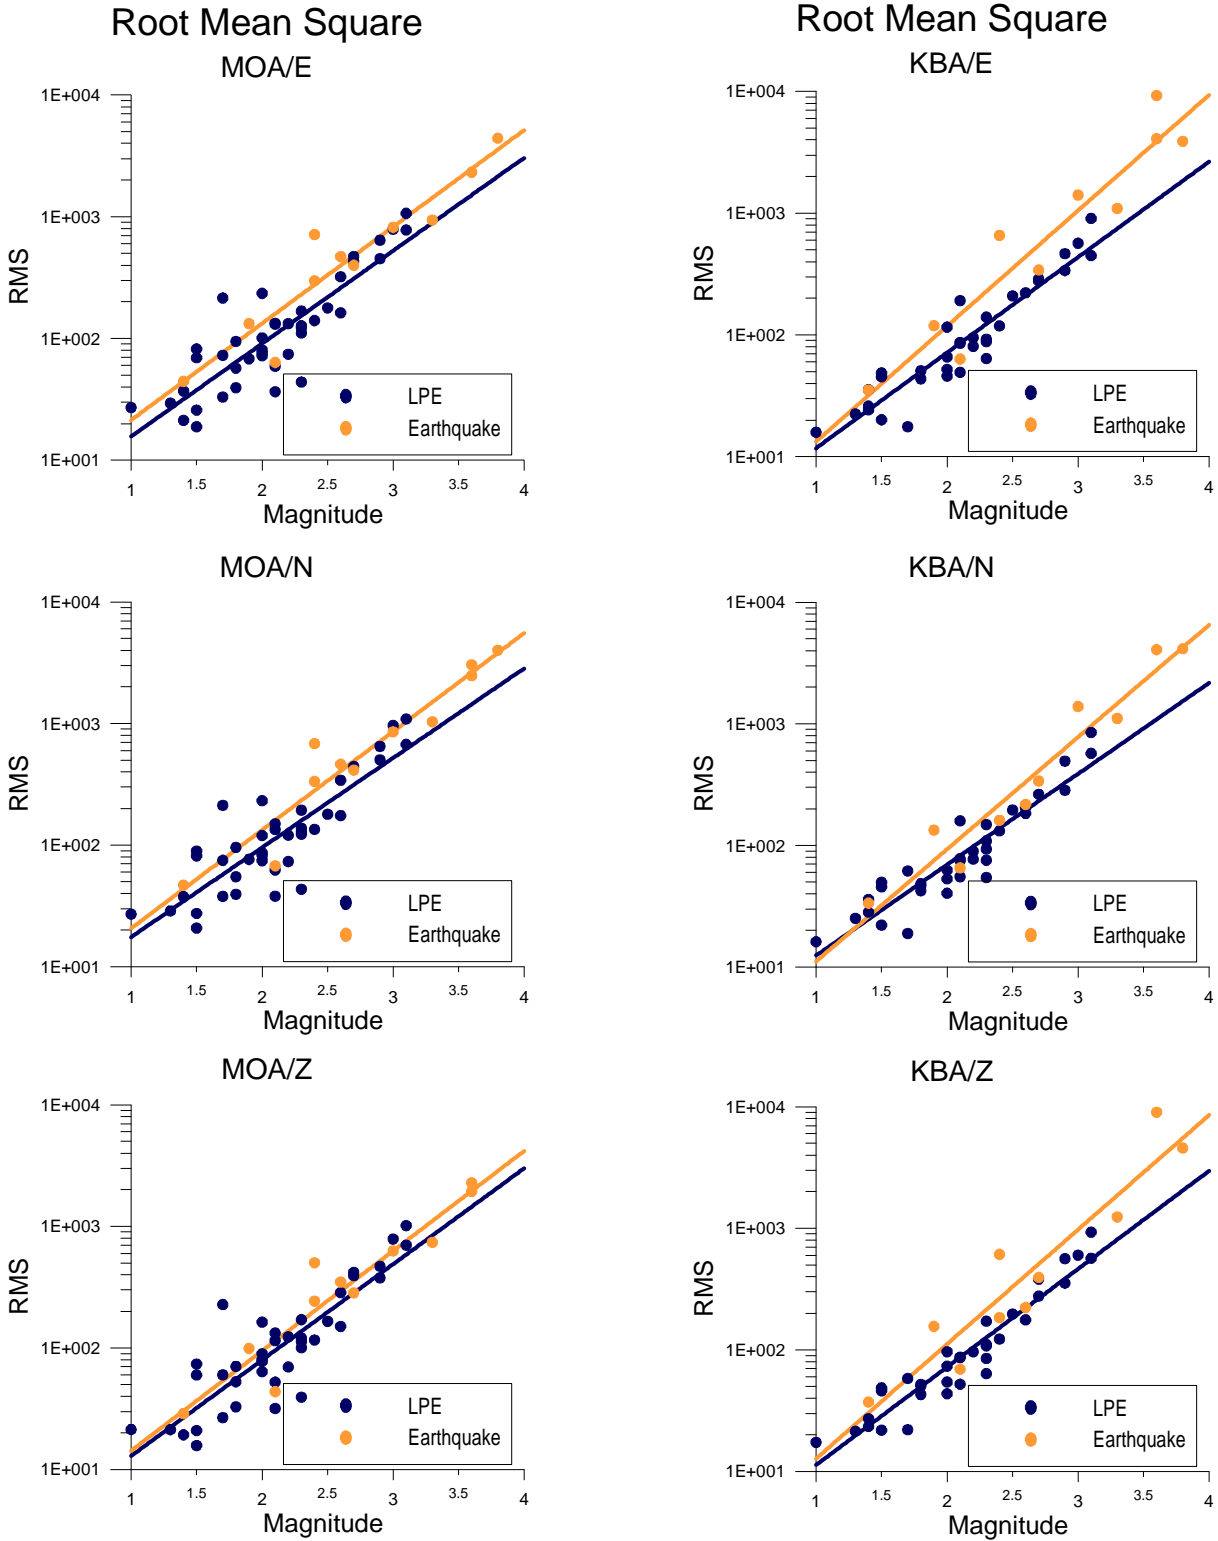 Root Mean Square
MOA/E
1E+004
1E+003
1E+002
1E+001
RMS
LPE
Earthquake
1 1.5 2 2.5 3 3.5 4
Magnitude
MOA/N
1E+004
1E+003
1E+002
1E+001
RMS
LPE
Earthquake
1 1.5 2 2.5 3 3.5 4
Magnitude
MOA/Z
1E+004
1E+003
1E+002
1E+001
RMS
LPE
Earthquake
1 1.5 2 2.5 3 3.5 4
Magnitude
Root Mean Square
KBA/E
1E+004
1E+003
1E+002
1E+001
RMS
LPE
Earthquake
1 1.5 2 2.5 3 3.5 4
Magnitude
KBA/N
1E+004
1E+003
1E+002
1E+001
RMS
LPE
Earthquake
1 1.5 2 2.5 3 3.5 4
Magnitude
KBA/Z
1E+004
1E+003
1E+002
1E+001
RMS
LPE
Earthquake
1 1.5 2 2.5 3 3.5 4
Magnitude